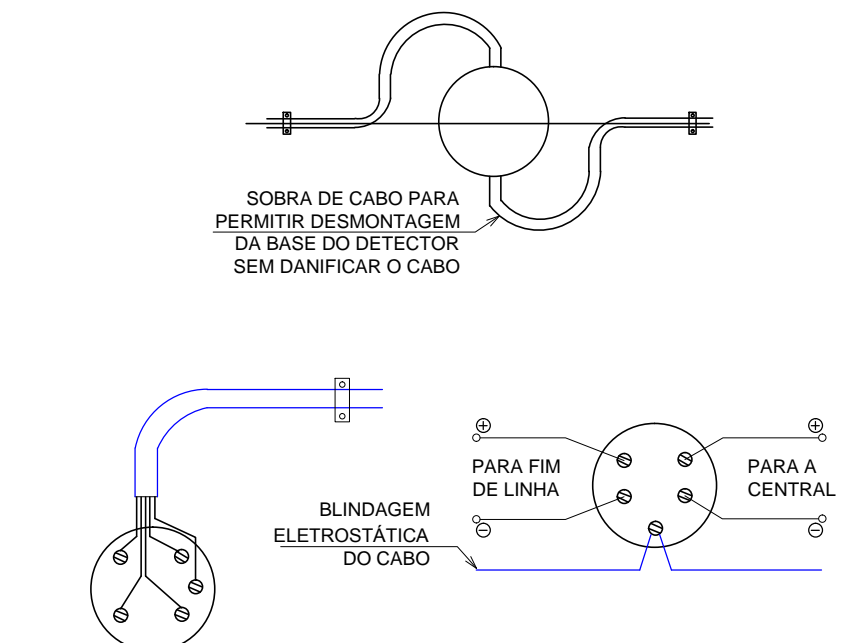 SOBRA DE CABO PARA
PERMITIR DESMONTAGEM
DA BASE DO DETECTOR
SEM DANIFICAR O CABO
+
+
PARA FIM
DE LINHA
PARA A
CENTRAL
-
-
BLINDAGEM
ELETROSTÁTICA
DO CABO